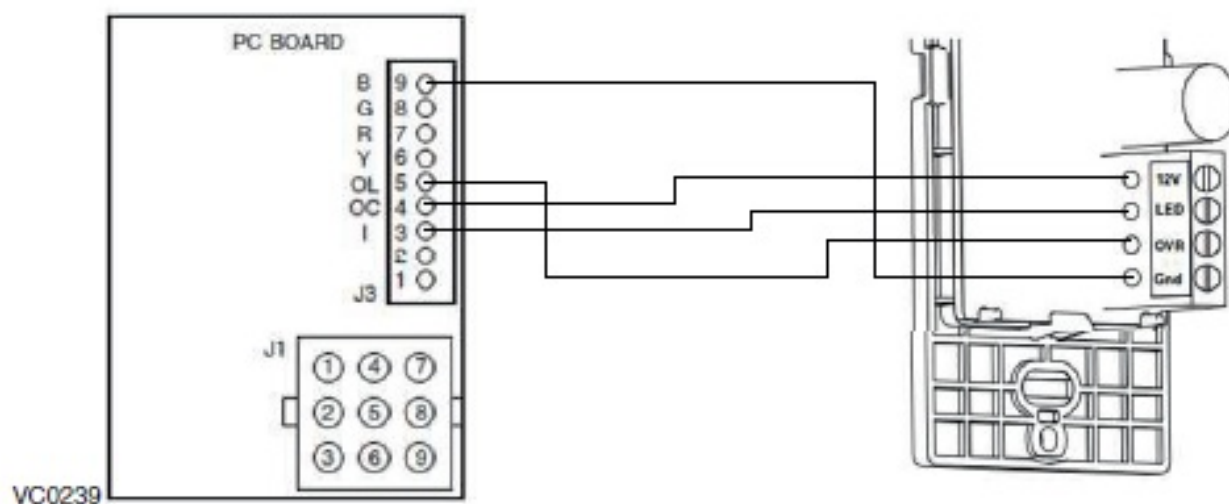 PC BOARD
B 9
G 8
R 7
Y 6
OL 5
OC 4
I 3
2
1
J3
12V
LED
OVR
Gnd
J1
1 4 7
2 5 8
3 6 9
VC0239